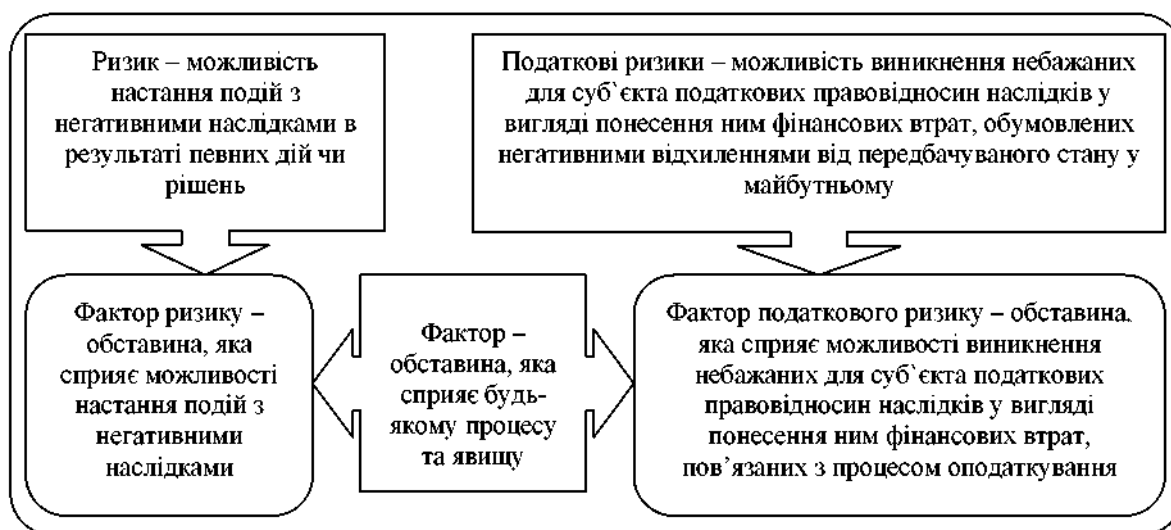 Ризик – можливість
настання подій з
негативними наслідками в
результаті певних дій чи
рішень
Податкові ризики – можливість виникнення небажаних
для суб`єкта податкових правовідносин наслідків у
вигляді понесення ним фінансових втрат, обумовлених
негативними відхиленнями від передбачуваного стану у
майбутньому
Фактор ризику –
обставина, яка
сприяє можливості
настання подій з
негативними
наслідками
Фактор –
обставина, яка
сприяє будь-
якому процесу
та явищу
Фактор податкового ризику – обставина,
яка сприяє можливості виникнення
небажаних для суб`єкта податкових
правовідносин наслідків у вигляді
понесення ним фінансових втрат,
пов’язаних з процесом оподаткування